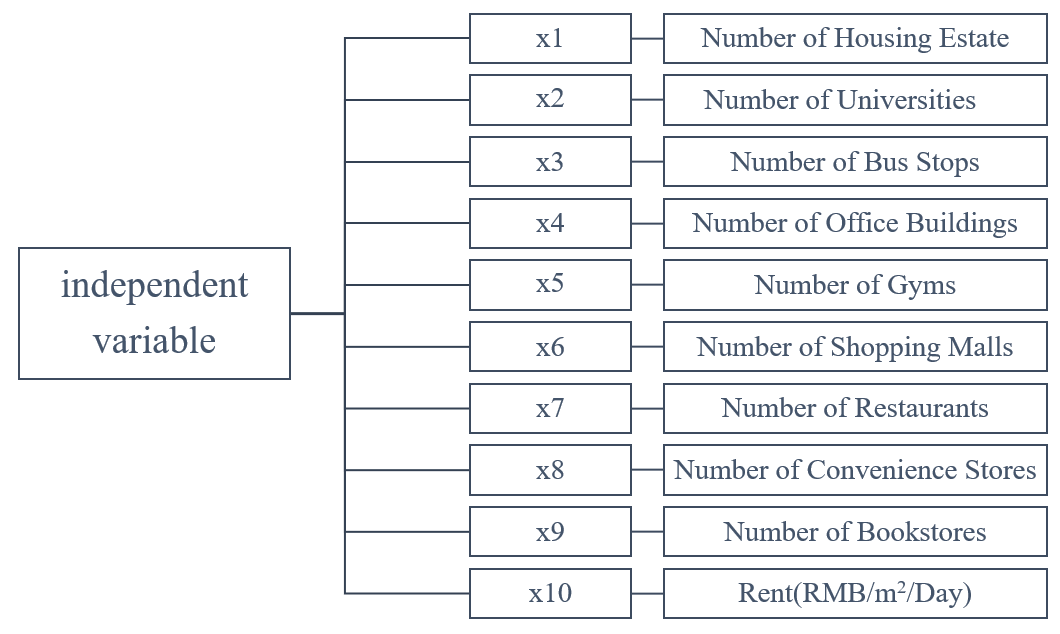 independent
variable
x1
Number of Housing Estate
x2
Number of Universities
x3
Number of Bus Stops
x4
Number of Office Buildings
x5
Number of Gyms
x6
Number of Shopping Malls
x7
Number of Restaurants
x8
Number of Convenience Stores
x9
Number of Bookstores
x10
Rent(RMB/m²/Day)